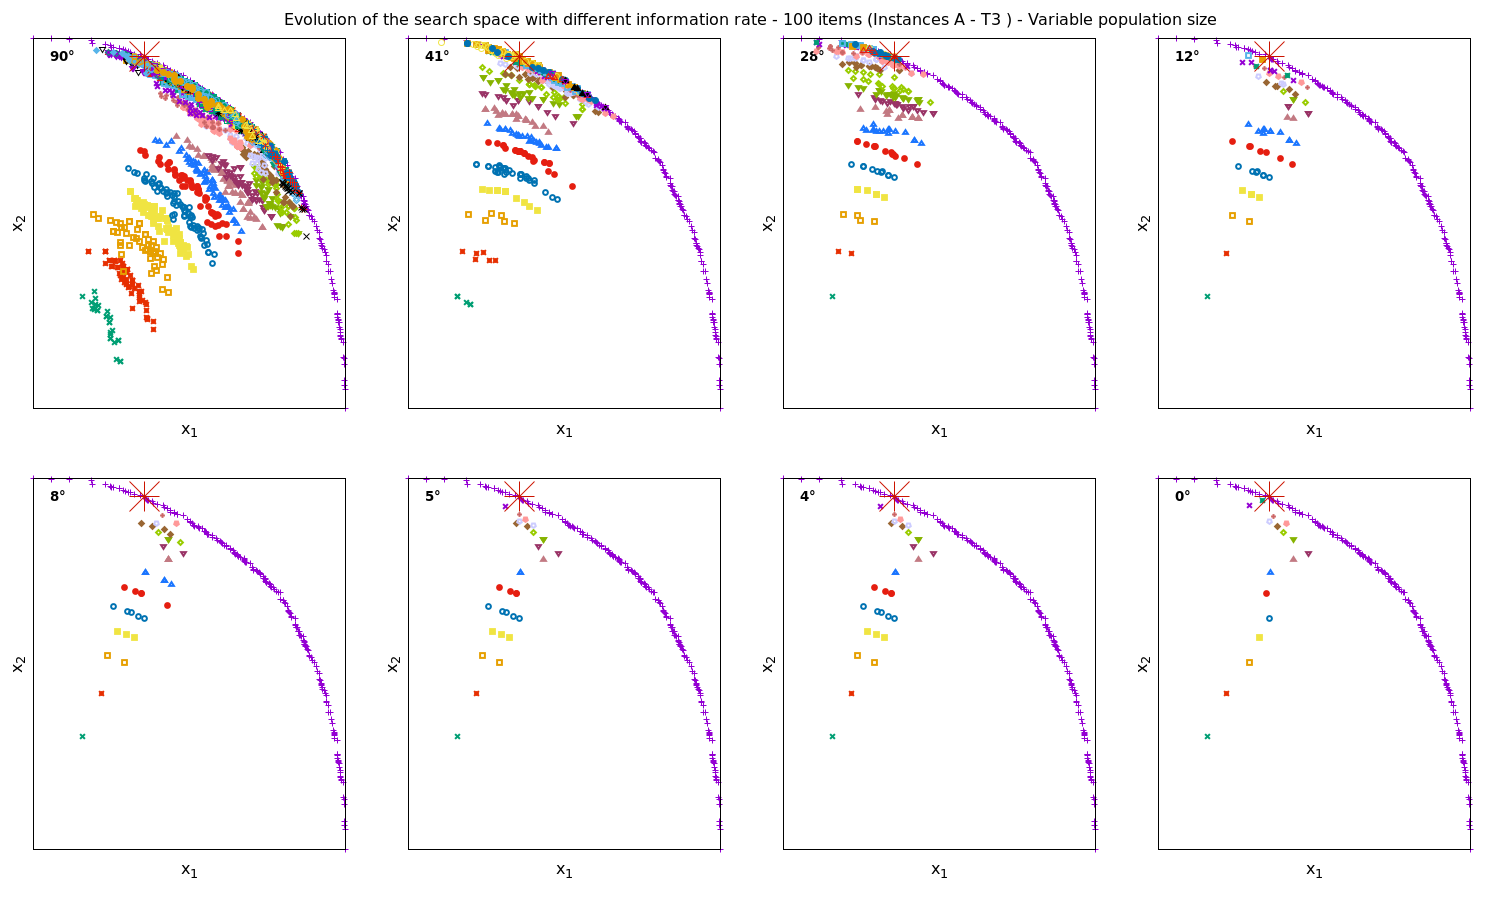 Evolution of the search space with different information rate - 100 items (Instances A - T3 ) - Variable population size
90°
41°
28°
12°
x2
x2
x2
x2
x1
x1
x1
x1
8°
5°
4°
0°
x2
x2
x2
x2
x1
x1
x1
x1